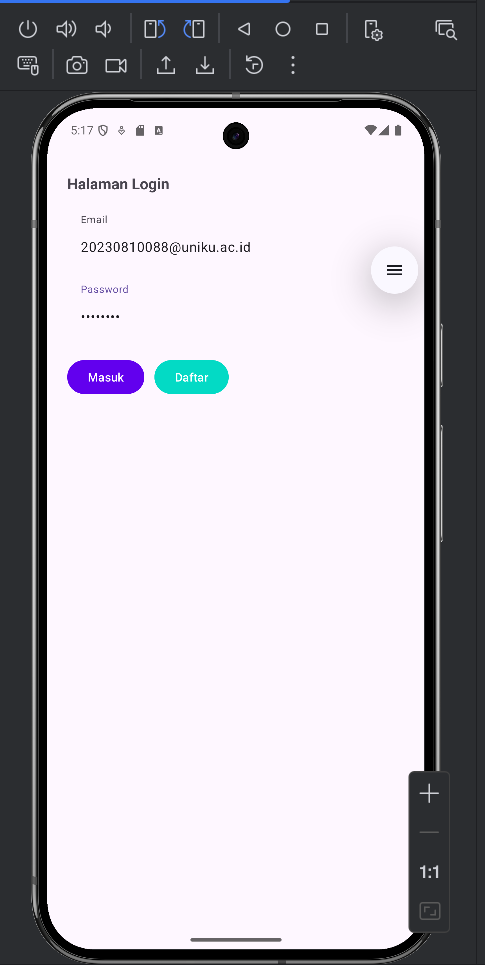 5:17
Halaman Login
Email
20230810088@uniku.ac.id
Password
••••••••
Masuk
Daftar
1:1